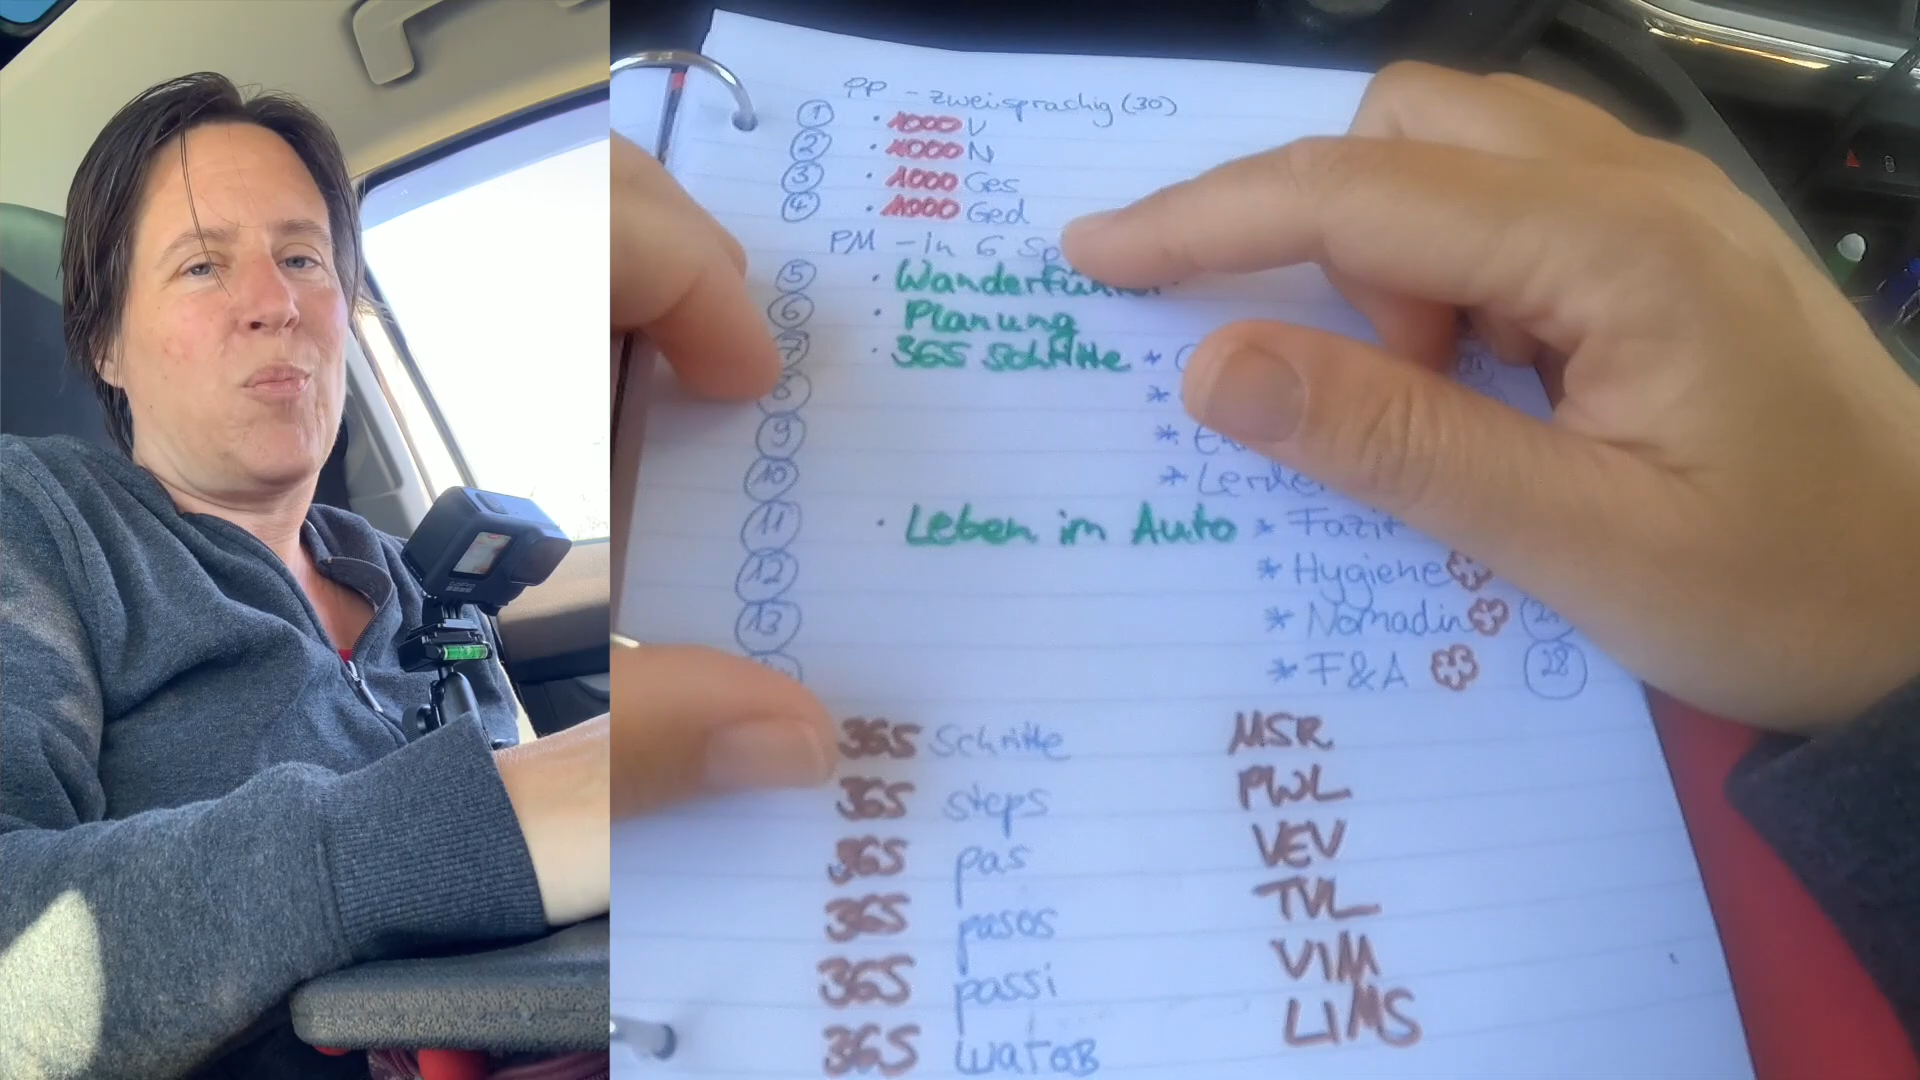 PP - zweisprachig (30)
1 · 1000 V
2 · 1000 N
3 · 1000 Ges
4 · 1000 Ged
PM - in 6
5 · Wanderführer
6 · Planung
7 · 365 Schritte *
8 *
9 *
10 *
11 · Leben im Auto * Fazit
12 * Hygiene
13 * Nomadin
* F&A 28
365 Schritte MSR
365 steps PWL
365 pas VEV
365 pasos TVL
365 passi VIM
365 шагов LIMS